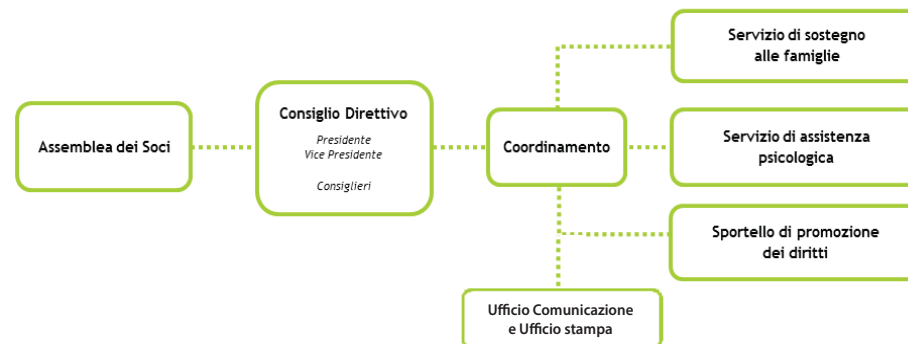 Assemblea dei Soci
Consiglio Direttivo
Presidente
Vice Presidente
Consiglieri
Coordinamento
Servizio di sostegno
alle famiglie
Servizio di assistenza
psicologica
Sportello di promozione
dei diritti
Ufficio Comunicazione
e Ufficio stampa